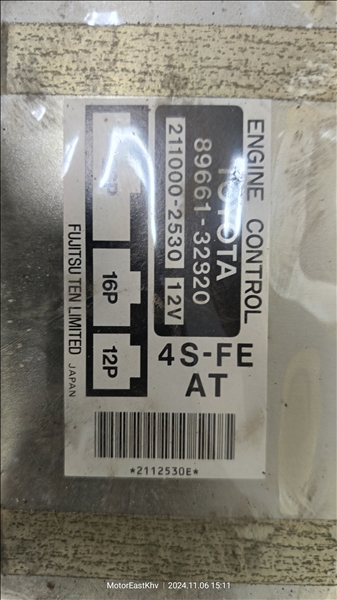 ENGINE CONTROL
TOYOTA
89661-32320
211000-2530 12V
4S-FE
AT
16P
12P
FUJITSU TEN LIMITED JAPAN
*2112530E*
MotorEastKhv | 2024.11.06 15:11